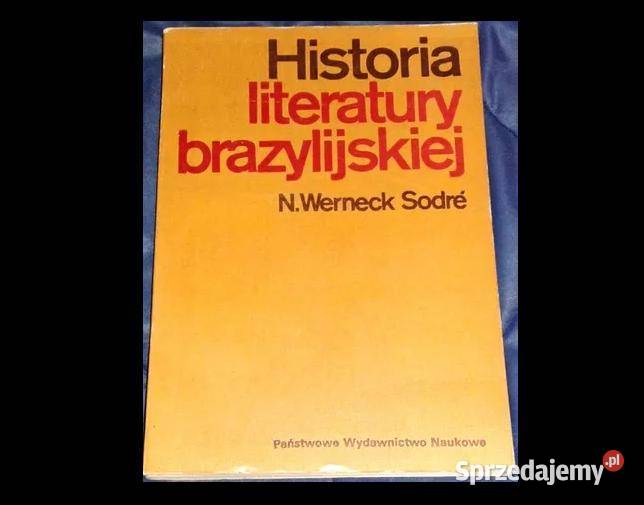 Historia
literatury
brazylijskiej
N.Werneck Sodré
Państwowe Wydawnictwo Naukowe
Sprzedajemy.pl